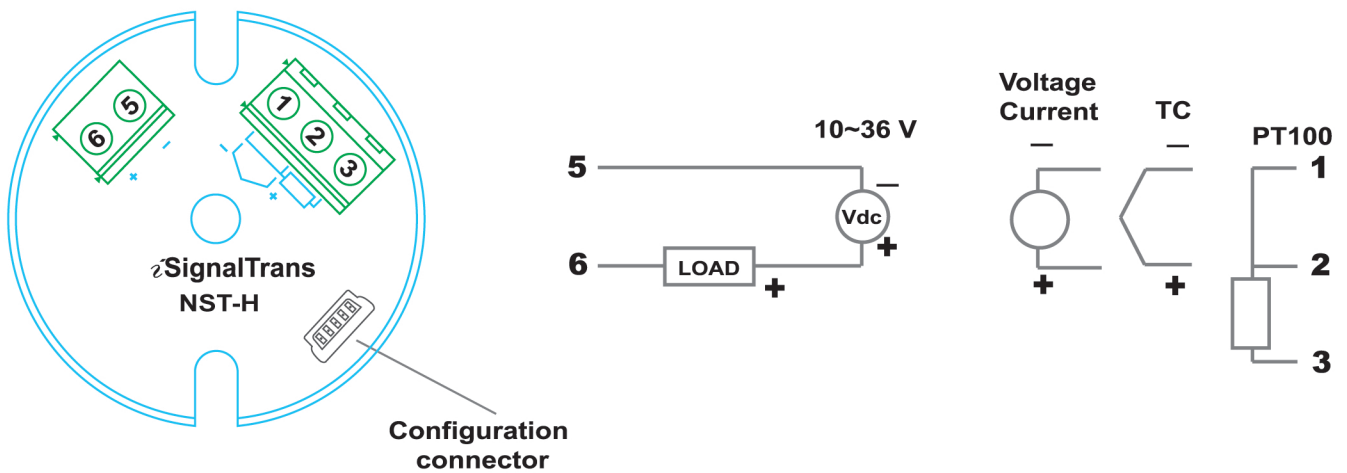 6 5
1 2 3
− +
− +
iSignalTrans
NST-H
Configuration
connector
10~36 V
5
−
Vdc
+
6
LOAD
+
Voltage
Current
TC
−
−
+
+
PT100
1
2
3